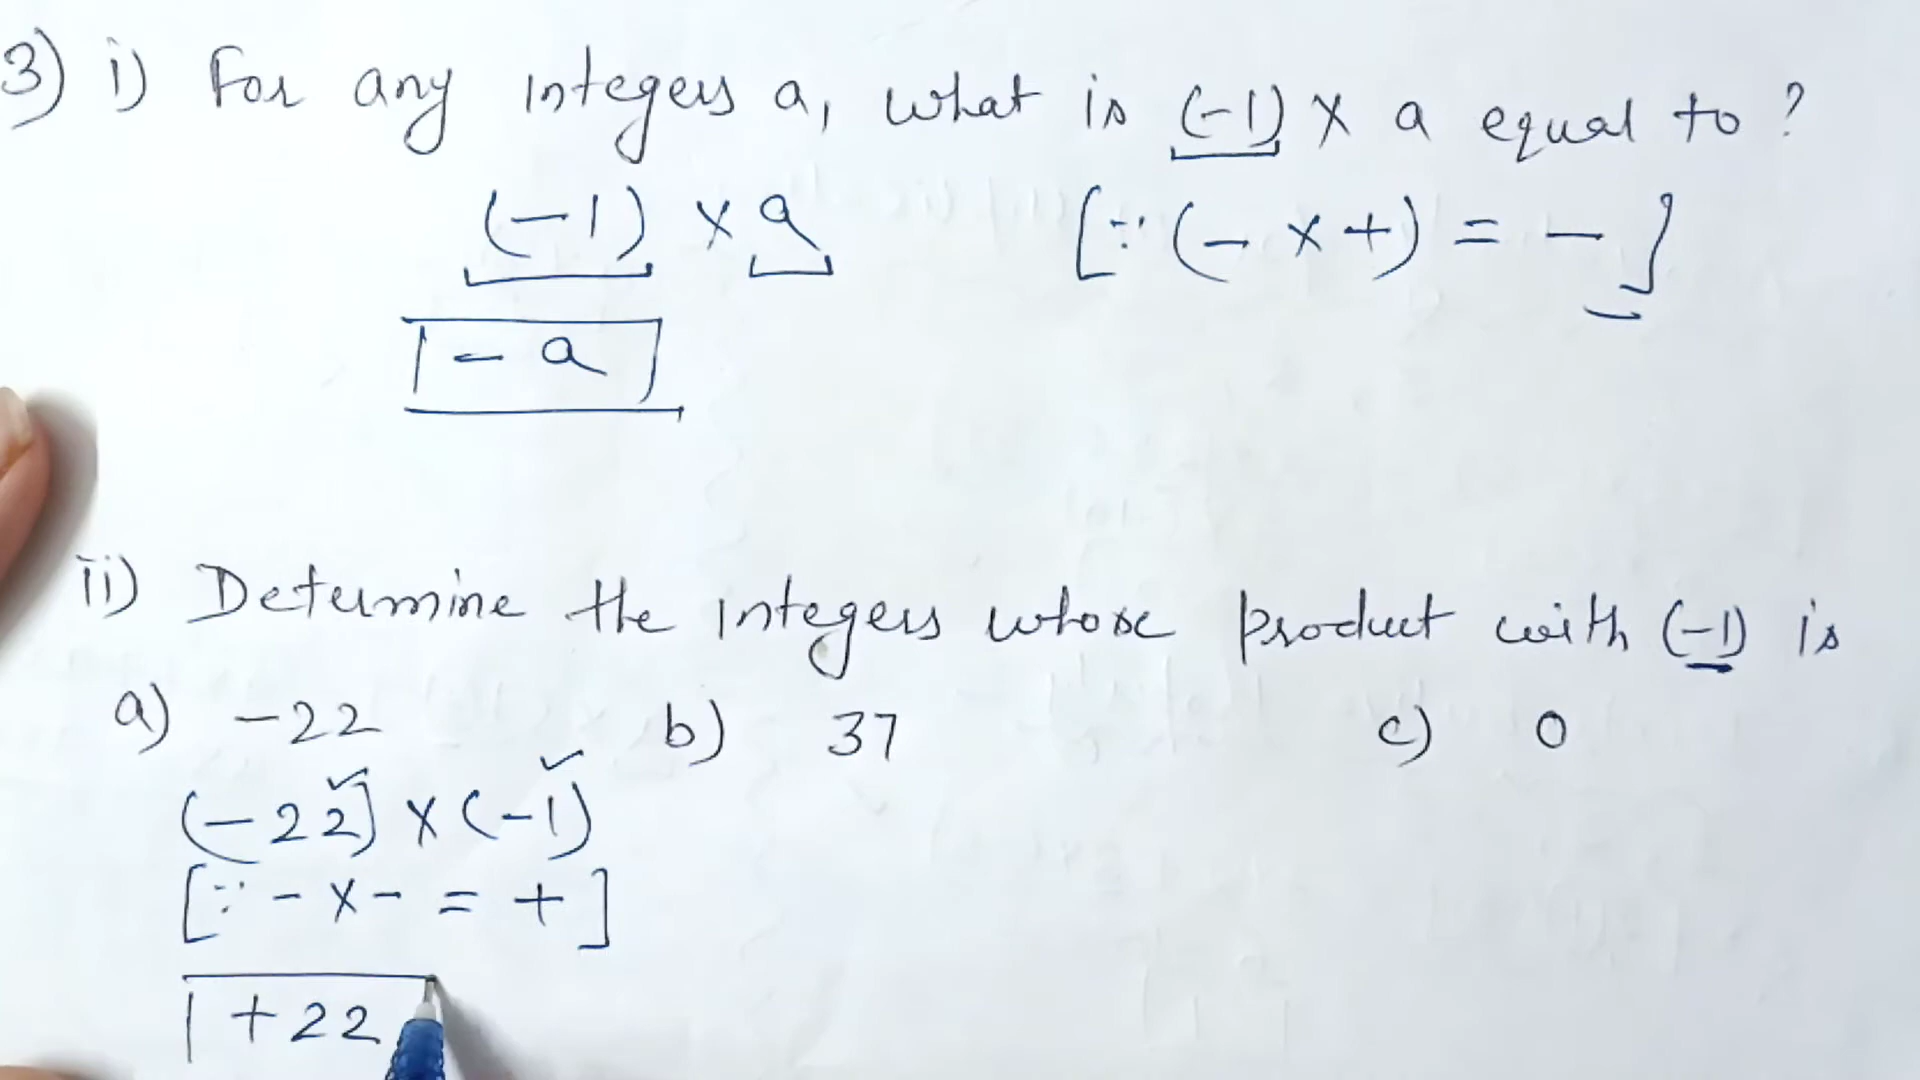 3) i) For any integers a, what is (-1) × a equal to?
(-1) × a [∵ (- × +) = -]
- a
ii) Determine the integers whose product with (-1) is
a) -22 b) 37 c) 0
(-22) × (-1)
[∵ - × - = +]
+22